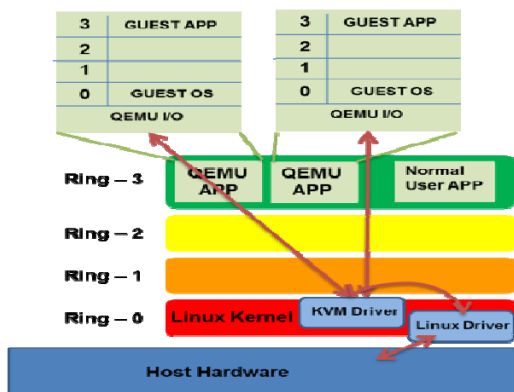 3 GUEST APP
2
1
0 GUEST OS
QEMU I/O
3 GUEST APP
2
1
0 GUEST OS
QEMU I/O
Ring – 3
QEMU APP
QEMU APP
Normal User APP
Ring – 2
Ring – 1
Ring – 0
Linux Kernel
KVM Driver
Linux Driver
Host Hardware